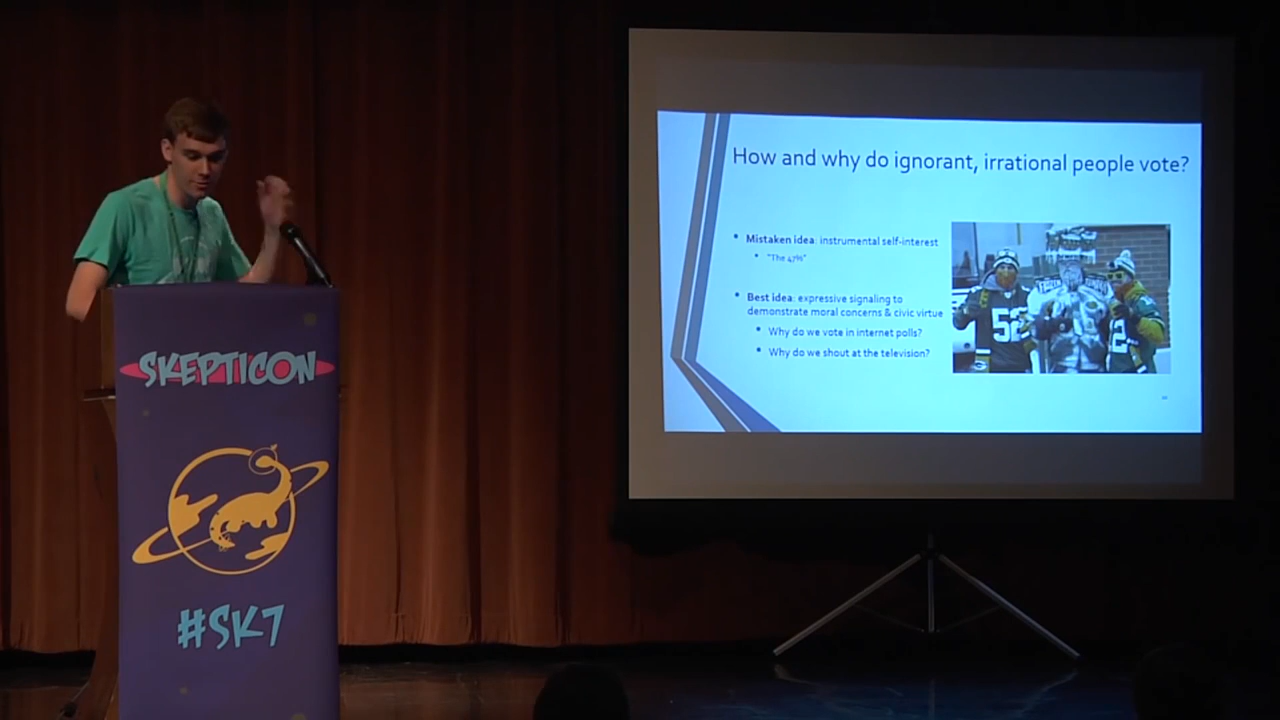 How and why do ignorant, irrational people vote?
Mistaken idea: instrumental self-interest
"The 47%"
Best idea: expressive signaling to
demonstrate moral concerns & civic virtue
Why do we vote in internet polls?
Why do we shout at the television?
52
2
SKEPTICON
#SK7